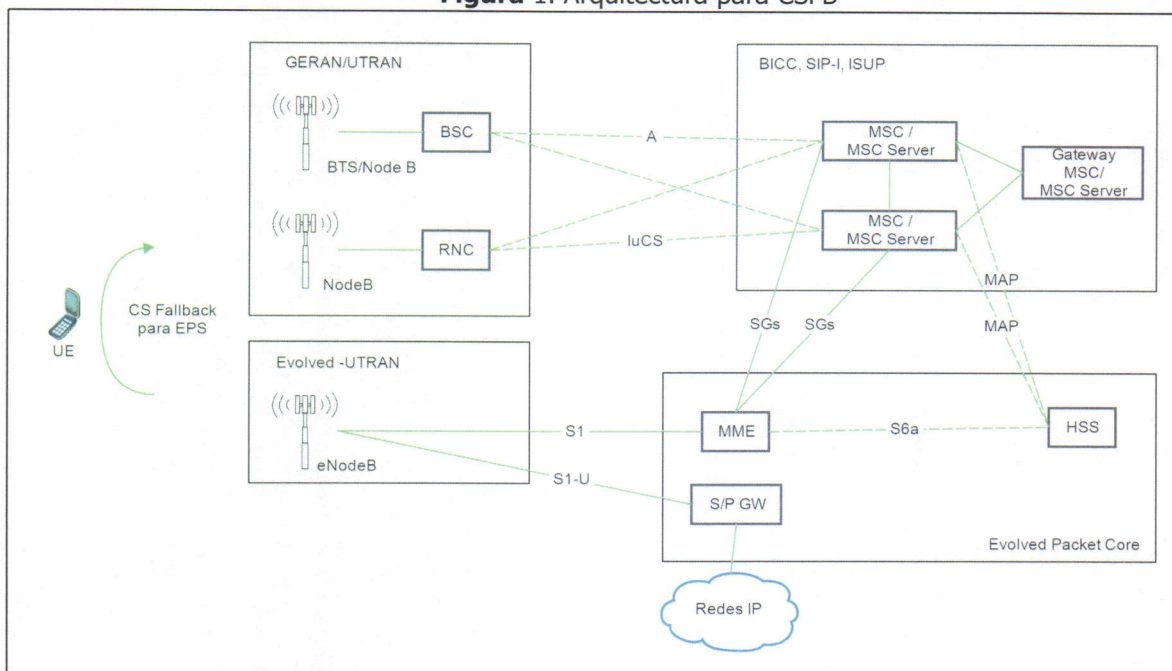 Figura 1. Arquitectura para CSFB
GERAN/UTRAN
BTS/Node B
BSC
NodeB
RNC
A
IuCS
BICC, SIP-I, ISUP
MSC /
MSC Server
MSC /
MSC Server
Gateway
MSC/
MSC Server
MAP
MAP
SGs
SGs
UE
CS Fallback
para EPS
Evolved -UTRAN
eNodeB
S1
S1-U
MME
S6a
HSS
S/P GW
Evolved Packet Core
Redes IP